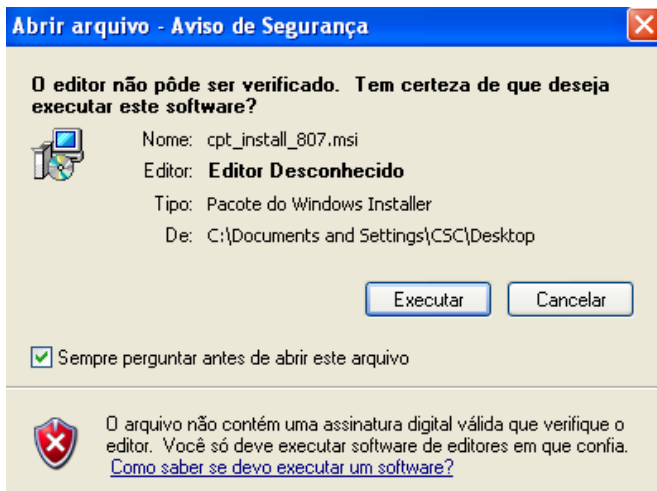 Abrir arquivo - Aviso de Segurança
O editor não pôde ser verificado. Tem certeza de que deseja
executar este software?
Nome: cpt_install_807.msi
Editor: Editor Desconhecido
Tipo: Pacote do Windows Installer
De: C:\Documents and Settings\CSC\Desktop
Executar Cancelar
Sempre perguntar antes de abrir este arquivo
O arquivo não contém uma assinatura digital válida que verifique o
editor. Você só deve executar software de editores em que confia.
Como saber se devo executar um software?